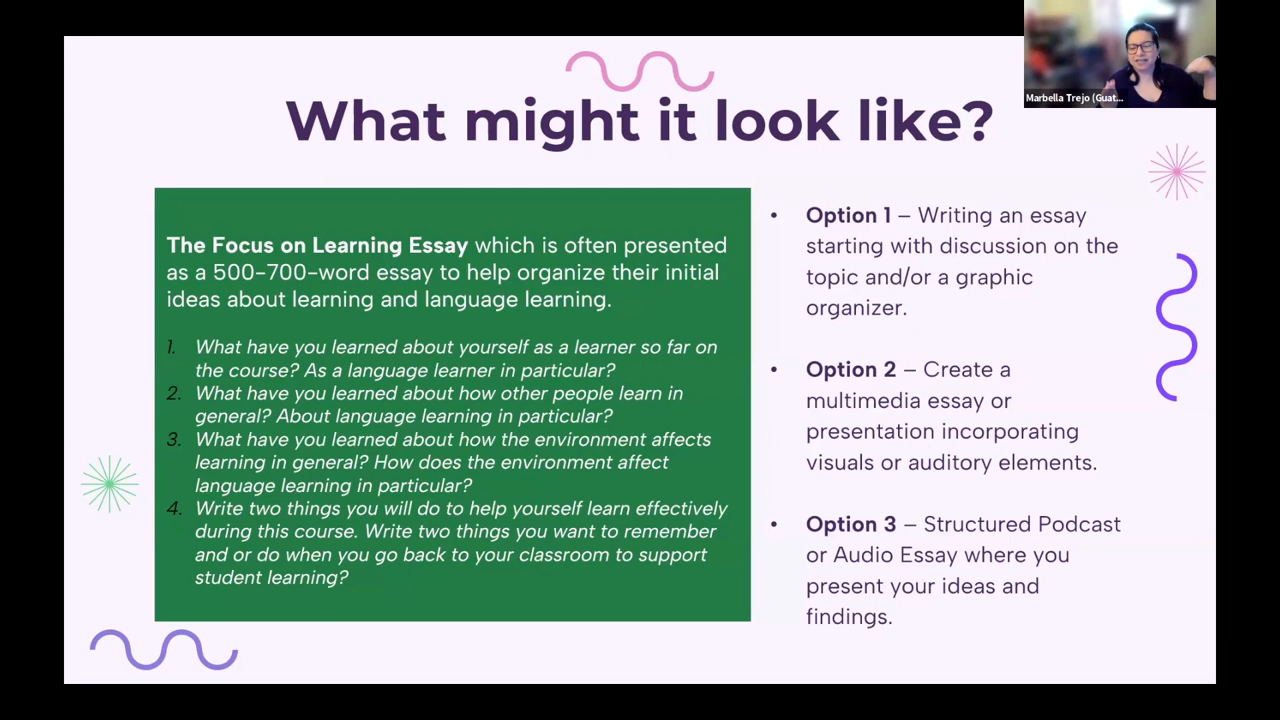 Marbella Trejo (Guat...
What might it look like?
The Focus on Learning Essay which is often presented
as a 500-700-word essay to help organize their initial
ideas about learning and language learning.
1. What have you learned about yourself as a learner so far on
the course? As a language learner in particular?
2. What have you learned about how other people learn in
general? About language learning in particular?
3. What have you learned about how the environment affects
learning in general? How does the environment affect
language learning in particular?
4. Write two things you will do to help yourself learn effectively
during this course. Write two things you want to remember
and or do when you go back to your classroom to support
student learning?
• Option 1 – Writing an essay
starting with discussion on the
topic and/or a graphic
organizer.
• Option 2 – Create a
multimedia essay or
presentation incorporating
visuals or auditory elements.
• Option 3 – Structured Podcast
or Audio Essay where you
present your ideas and
findings.